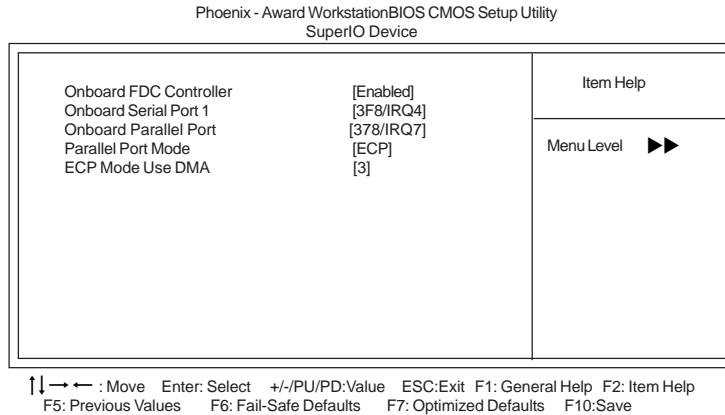 Phoenix - Award WorkstationBIOS CMOS Setup Utility
SuperIO Device
Onboard FDC Controller [Enabled]
Onboard Serial Port 1 [3F8/IRQ4]
Onboard Parallel Port [378/IRQ7]
Parallel Port Mode [ECP]
ECP Mode Use DMA [3]
Item Help
Menu Level ▶▶
↑↓→← : Move Enter: Select +/-/PU/PD:Value ESC:Exit F1: General Help F2: Item Help
F5: Previous Values F6: Fail-Safe Defaults F7: Optimized Defaults F10:Save